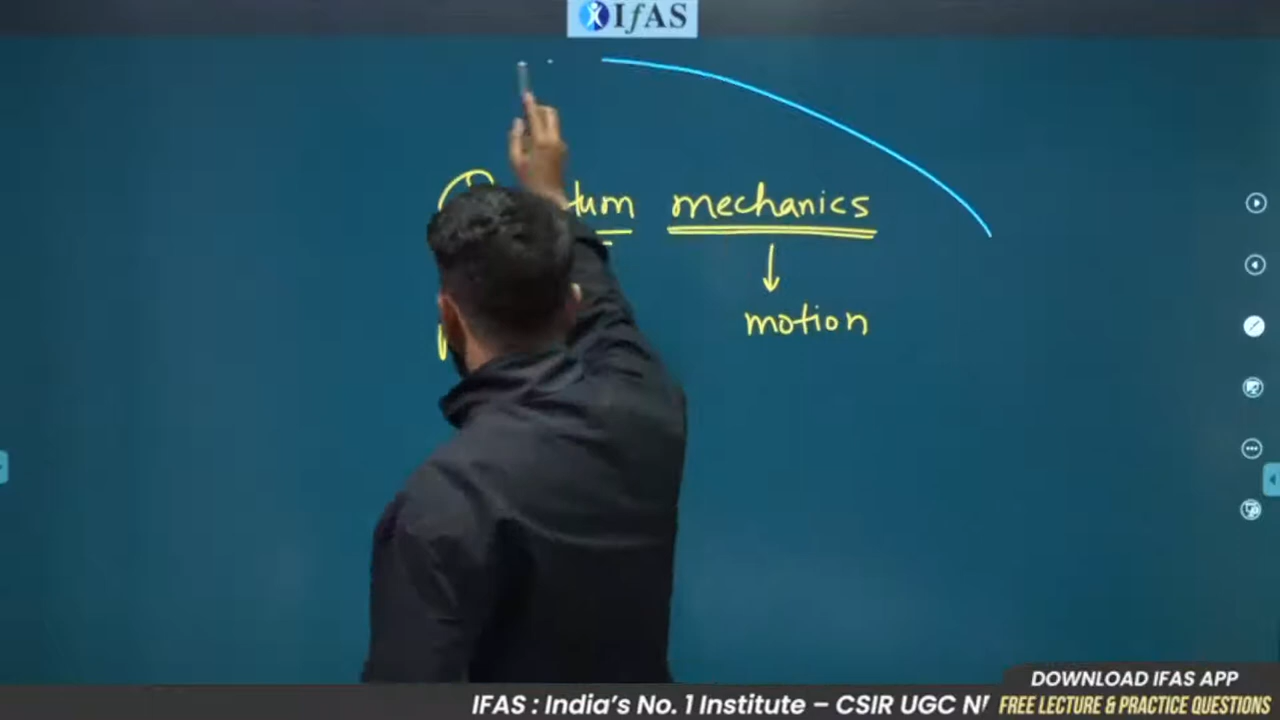 IfAS
tum mechanics
motion
DOWNLOAD IFAS APP
IFAS : India's No. 1 Institute – CSIR UGC N
FREE LECTURE & PRACTICE QUESTIONS